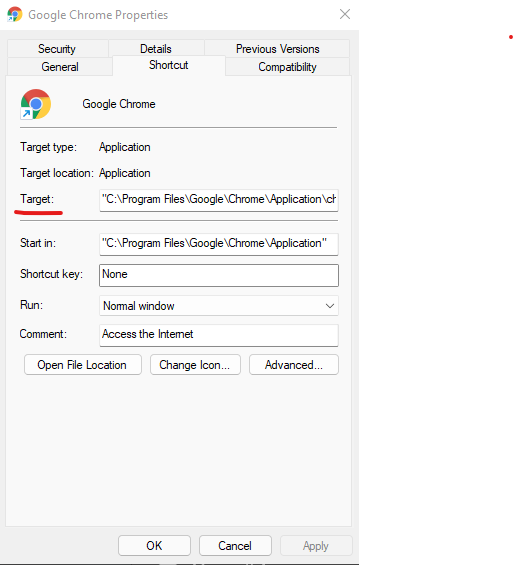 Google Chrome Properties
Security Details Previous Versions
General Shortcut Compatibility
Google Chrome
Target type: Application
Target location: Application
Target: "C:\Program Files\Google\Chrome\Application\ch
Start in: "C:\Program Files\Google\Chrome\Application"
Shortcut key: None
Run: Normal window
Comment: Access the Internet
Open File Location Change Icon... Advanced...
OK Cancel Apply